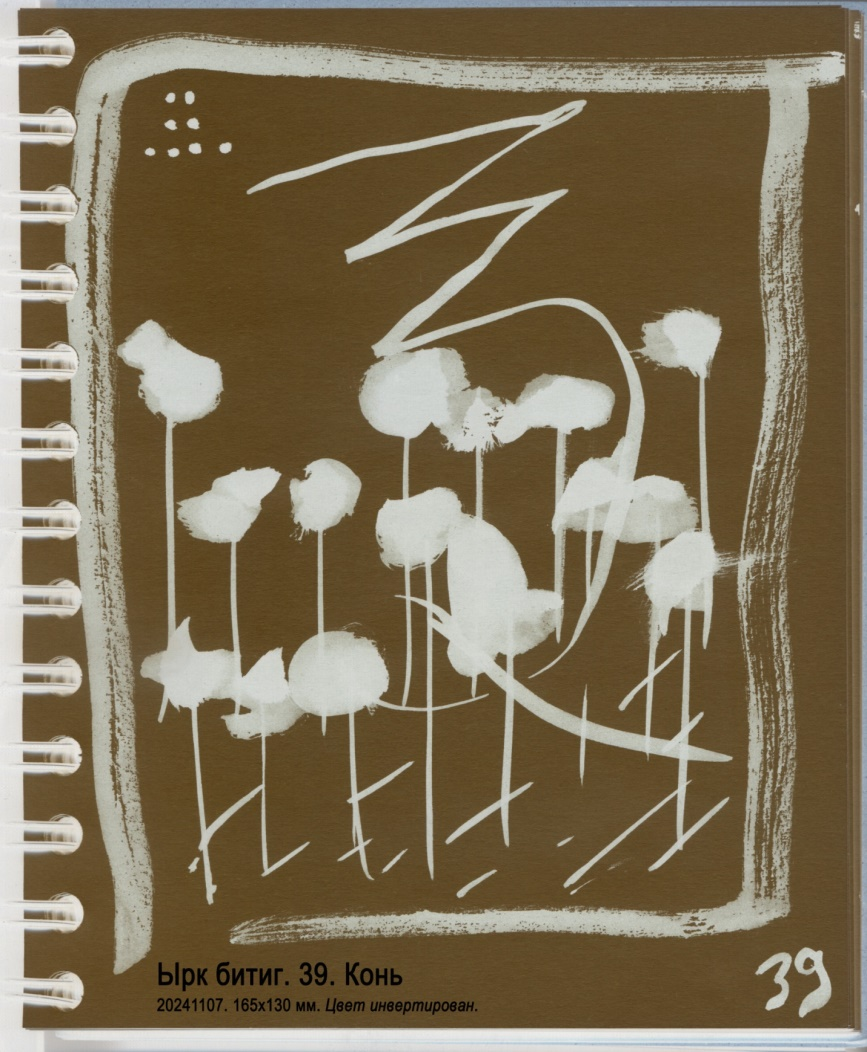 Ырк битиг. 39. Конь
20241107. 165x130 мм. Цвет инвертирован.
39